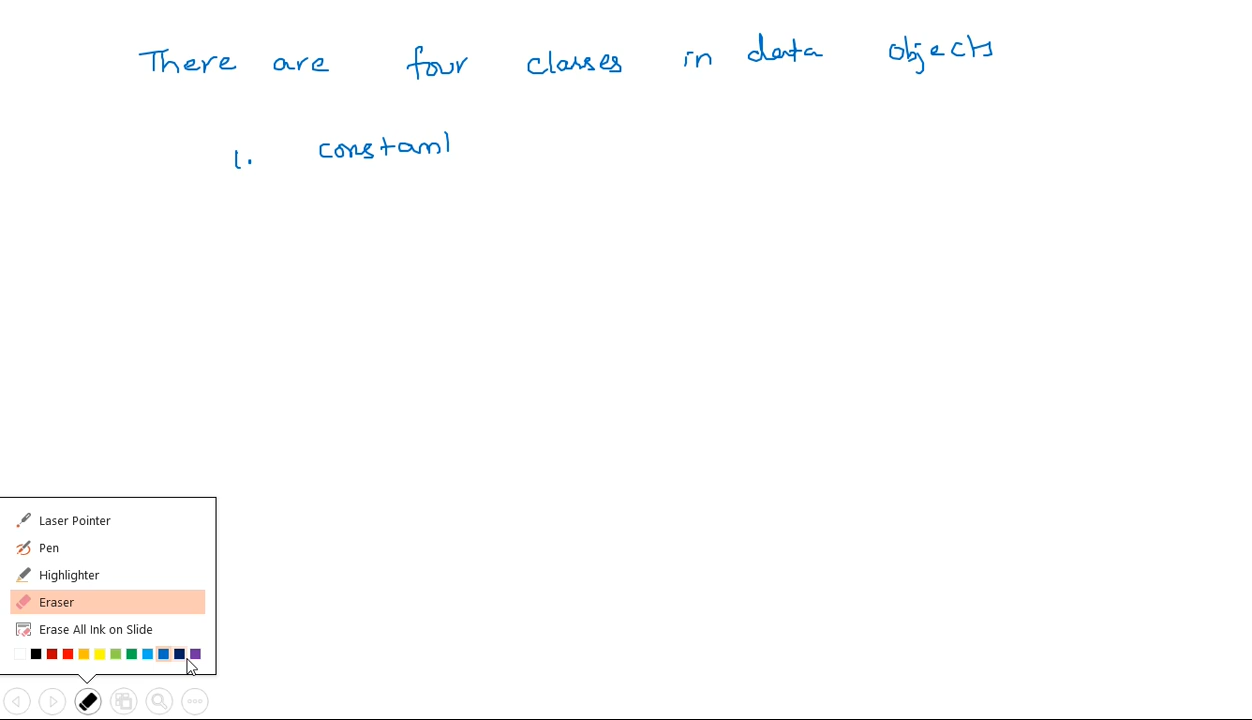 There are four classes in data objects
1. constant
Laser Pointer
Pen
Highlighter
Eraser
Erase All Ink on Slide